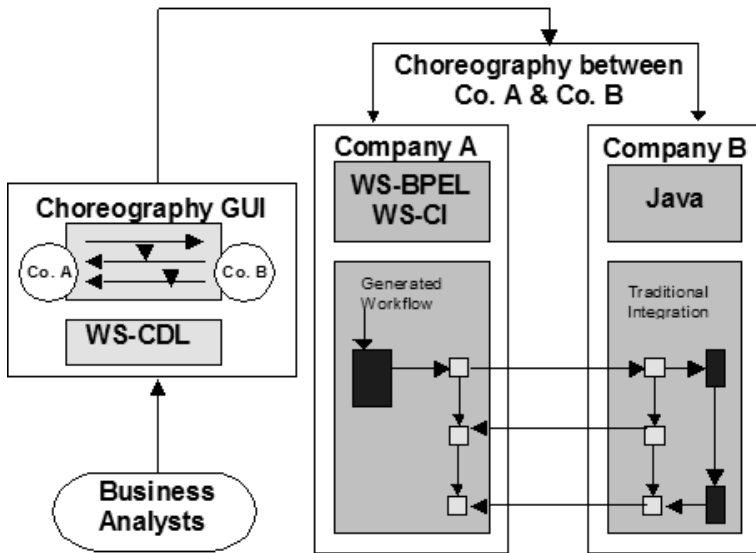 Choreography between
Co. A & Co. B
Company A
WS-BPEL
WS-CI
Company B
Java
Choreography GUI
Co. A
Co. B
WS-CDL
Generated
Workflow
Traditional
Integration
Business
Analysts